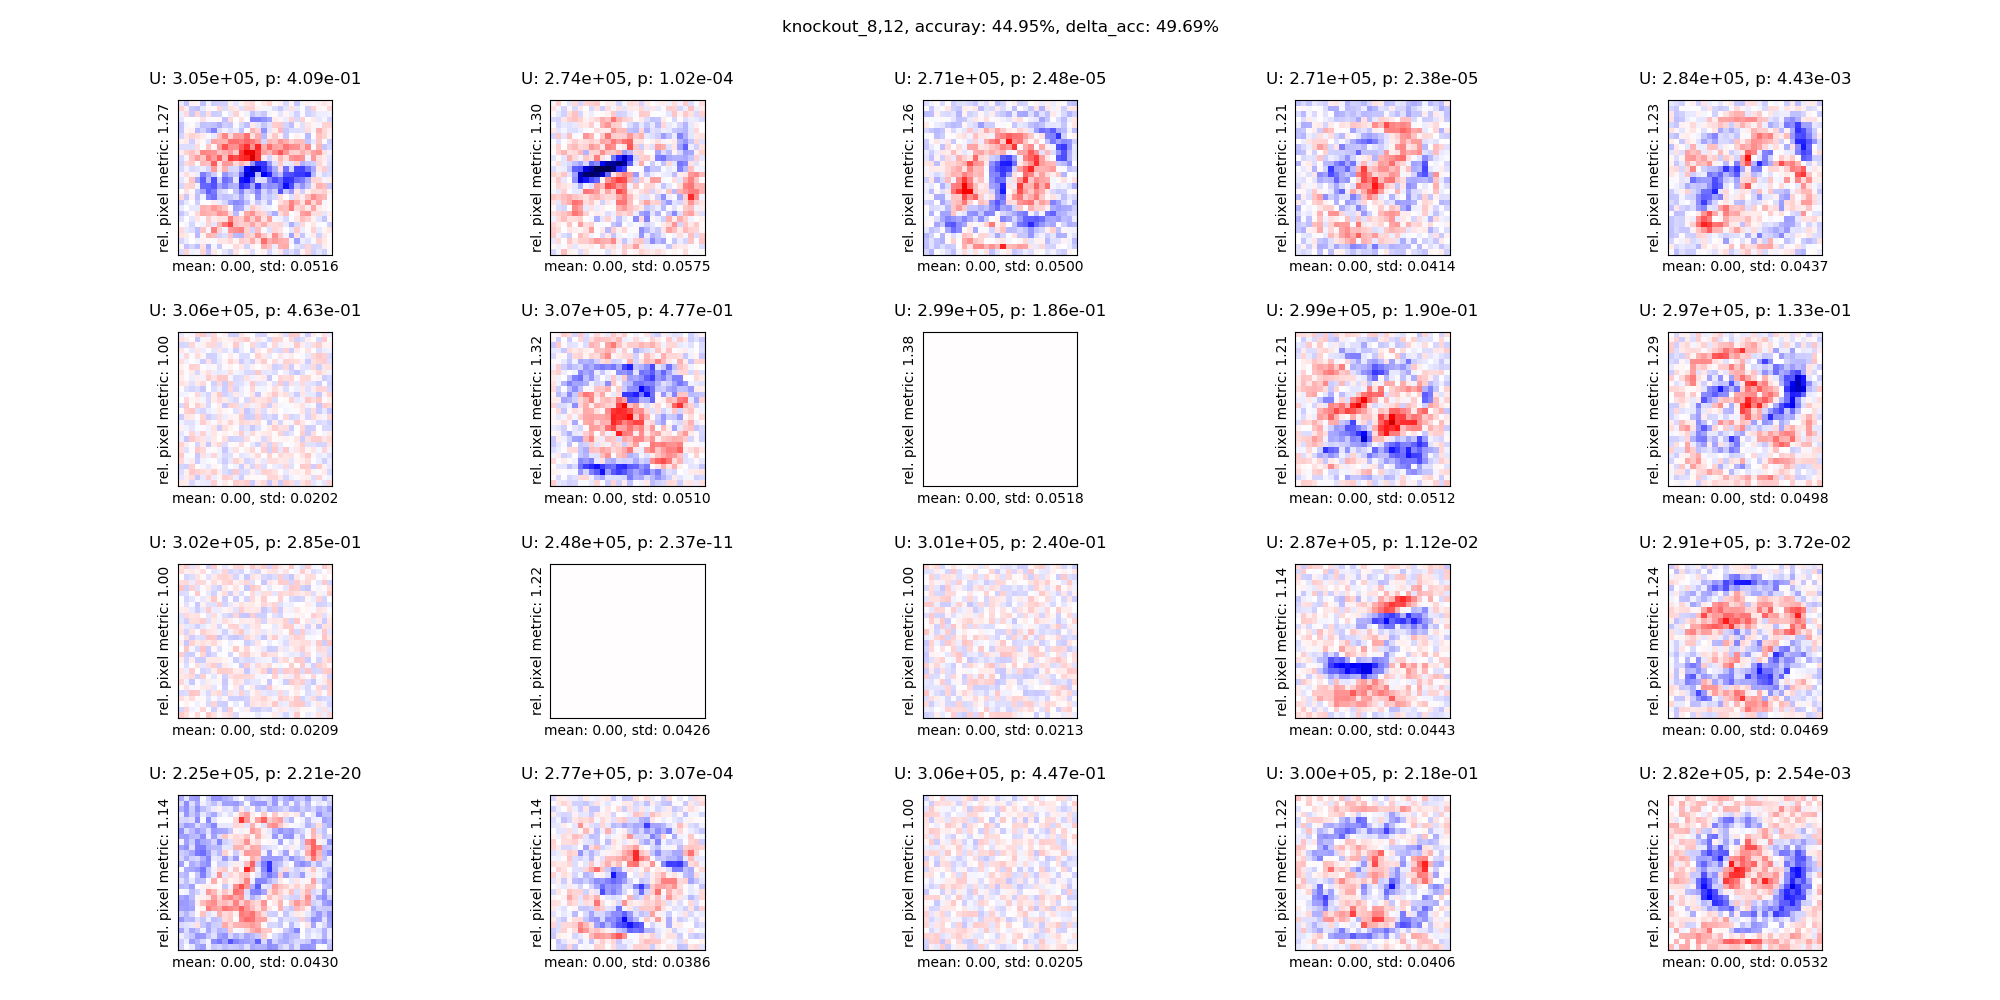 knockout_8,12, accuray: 44.95%, delta_acc: 49.69%
U: 3.05e+05, p: 4.09e-01
rel. pixel metric: 1.27
mean: 0.00, std: 0.0516
U: 2.74e+05, p: 1.02e-04
rel. pixel metric: 1.30
mean: 0.00, std: 0.0575
U: 2.71e+05, p: 2.48e-05
rel. pixel metric: 1.26
mean: 0.00, std: 0.0500
U: 2.71e+05, p: 2.38e-05
rel. pixel metric: 1.21
mean: 0.00, std: 0.0414
U: 2.84e+05, p: 4.43e-03
rel. pixel metric: 1.23
mean: 0.00, std: 0.0437
U: 3.06e+05, p: 4.63e-01
rel. pixel metric: 1.00
mean: 0.00, std: 0.0202
U: 3.07e+05, p: 4.77e-01
rel. pixel metric: 1.32
mean: 0.00, std: 0.0510
U: 2.99e+05, p: 1.86e-01
rel. pixel metric: 1.38
mean: 0.00, std: 0.0518
U: 2.99e+05, p: 1.90e-01
rel. pixel metric: 1.21
mean: 0.00, std: 0.0512
U: 2.97e+05, p: 1.33e-01
rel. pixel metric: 1.29
mean: 0.00, std: 0.0498
U: 3.02e+05, p: 2.85e-01
rel. pixel metric: 1.00
mean: 0.00, std: 0.0209
U: 2.48e+05, p: 2.37e-11
rel. pixel metric: 1.22
mean: 0.00, std: 0.0426
U: 3.01e+05, p: 2.40e-01
rel. pixel metric: 1.00
mean: 0.00, std: 0.0213
U: 2.87e+05, p: 1.12e-02
rel. pixel metric: 1.14
mean: 0.00, std: 0.0443
U: 2.91e+05, p: 3.72e-02
rel. pixel metric: 1.24
mean: 0.00, std: 0.0469
U: 2.25e+05, p: 2.21e-20
rel. pixel metric: 1.14
mean: 0.00, std: 0.0430
U: 2.77e+05, p: 3.07e-04
rel. pixel metric: 1.14
mean: 0.00, std: 0.0386
U: 3.06e+05, p: 4.47e-01
rel. pixel metric: 1.00
mean: 0.00, std: 0.0205
U: 3.00e+05, p: 2.18e-01
rel. pixel metric: 1.22
mean: 0.00, std: 0.0406
U: 2.82e+05, p: 2.54e-03
rel. pixel metric: 1.22
mean: 0.00, std: 0.0532